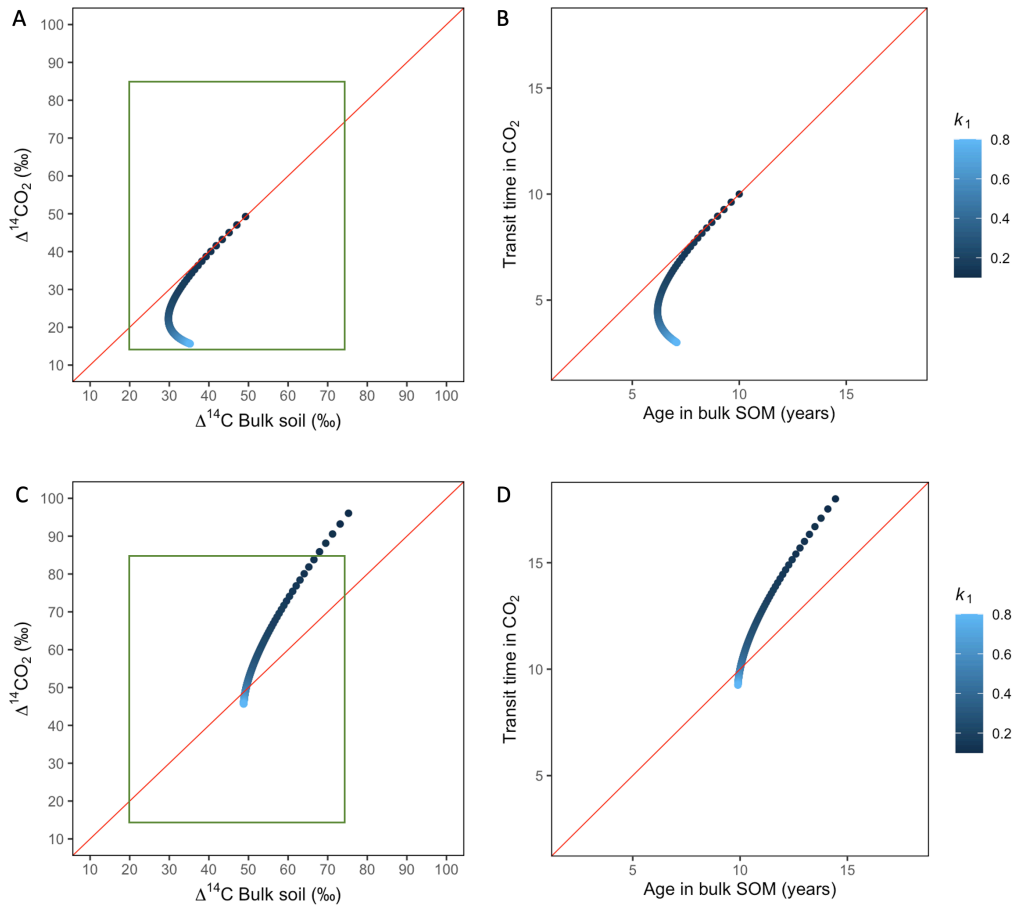 A
100
90
80
70
60
50
40
30
20
10
Δ¹⁴CO₂ (‰)
10 20 30 40 50 60 70 80 90 100
Δ¹⁴C Bulk soil (‰)
B
15
10
5
Transit time in CO₂
5 10 15
Age in bulk SOM (years)
k₁
0.8
0.6
0.4
0.2
C
100
90
80
70
60
50
40
30
20
10
Δ¹⁴CO₂ (‰)
10 20 30 40 50 60 70 80 90 100
Δ¹⁴C Bulk soil (‰)
D
15
10
5
Transit time in CO₂
5 10 15
Age in bulk SOM (years)
k₁
0.8
0.6
0.4
0.2